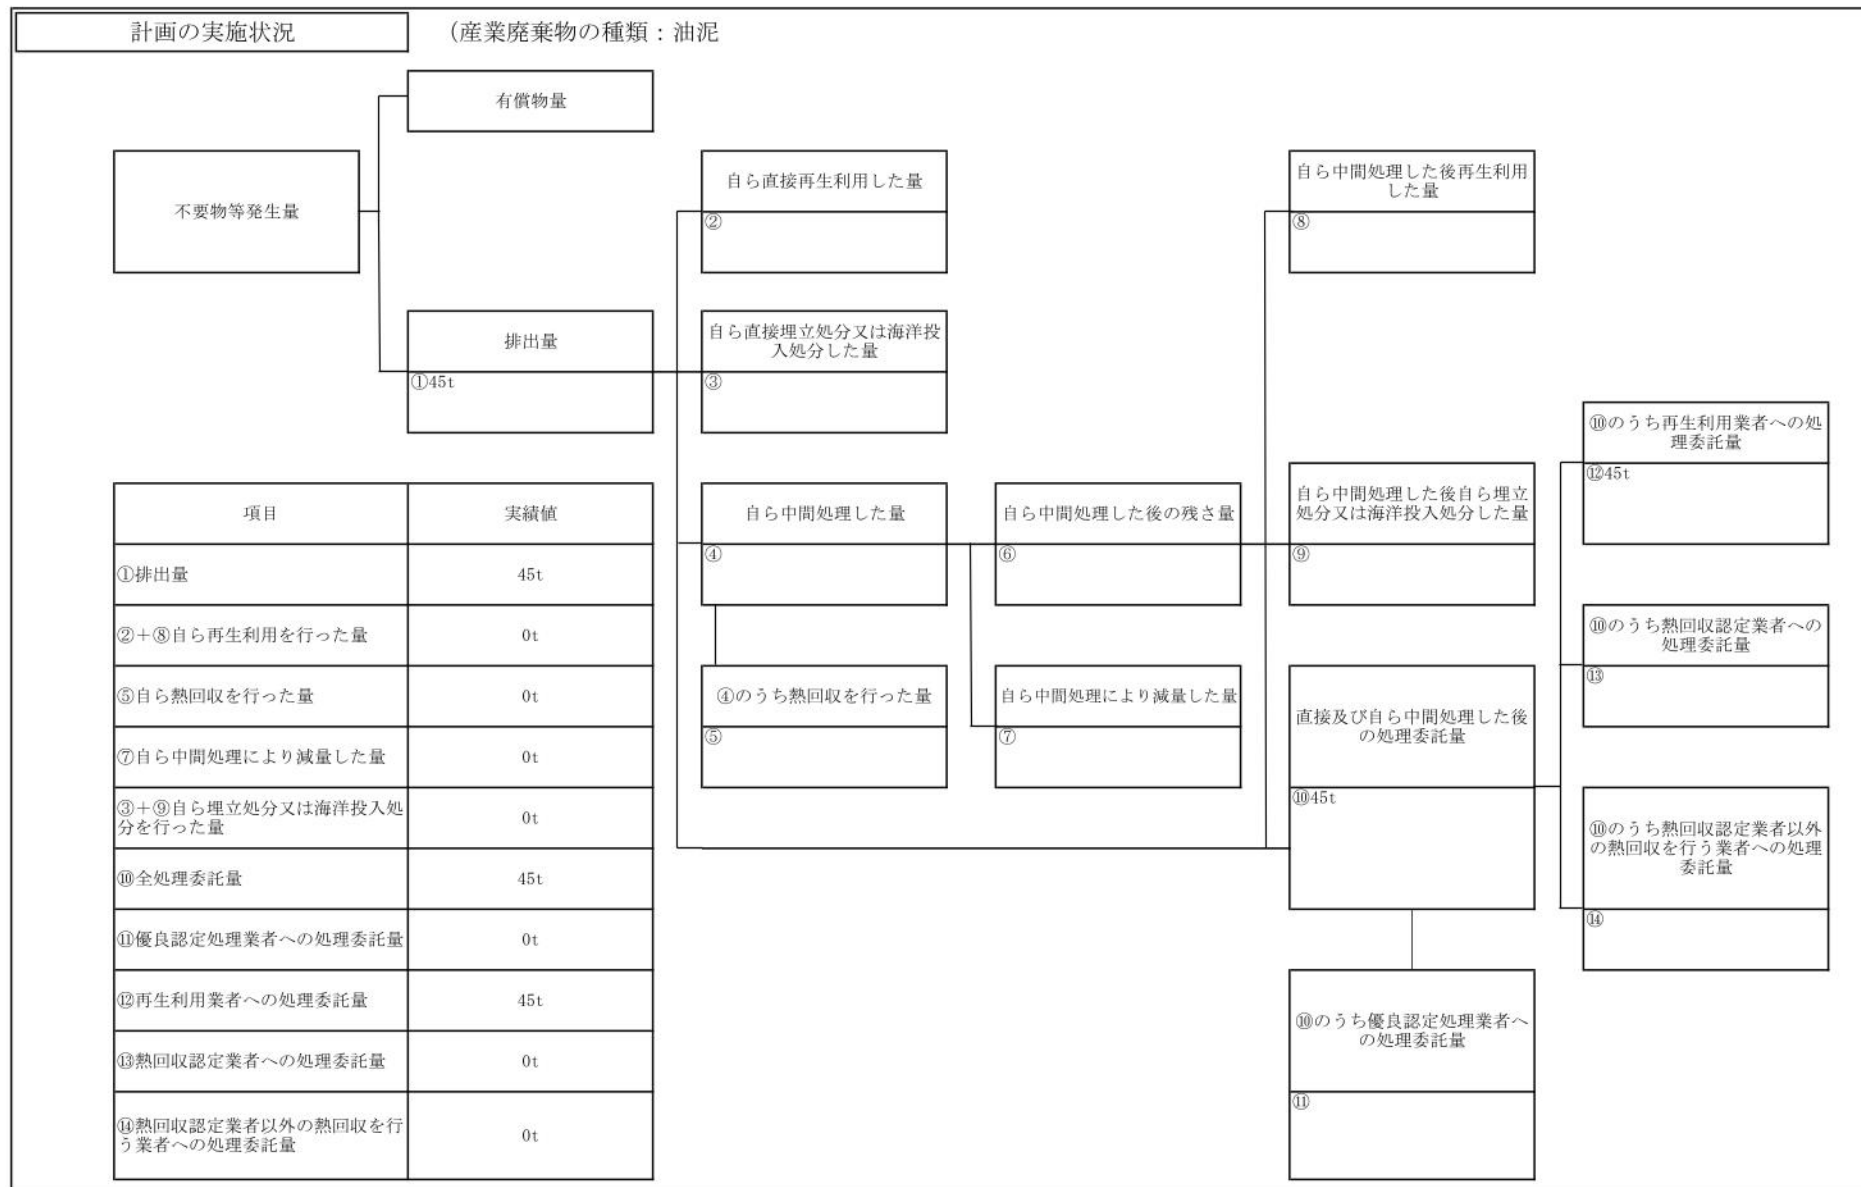 計画の実施状況
(産業廃棄物の種類：油泥
有償物量
不要物等発生量
自ら直接再生利用した量
②
自ら中間処理した後再生利用
した量
⑧
排出量
①45t
自ら直接埋立処分又は海洋投
入処分した量
③
⑩のうち再生利用業者への処
理委託量
⑫45t
自ら中間処理した量
④
自ら中間処理した後の残さ量
⑥
自ら中間処理した後自ら埋立
処分又は海洋投入処分した量
⑨
⑩のうち熱回収認定業者への
処理委託量
⑬
④のうち熱回収を行った量
⑤
自ら中間処理により減量した量
⑦
直接及び自ら中間処理した後
の処理委託量
⑩45t
⑩のうち熱回収認定業者以外
の熱回収を行う業者への処理
委託量
⑭
⑩のうち優良認定処理業者へ
の処理委託量
⑪
項目 実績値
①排出量 45t
②＋⑧自ら再生利用を行った量 0t
⑤自ら熱回収を行った量 0t
⑦自ら中間処理により減量した量 0t
③＋⑨自ら埋立処分又は海洋投入処
分を行った量 0t
⑩全処理委託量 45t
⑪優良認定処理業者への処理委託量 0t
⑫再生利用業者への処理委託量 45t
⑬熱回収認定業者への処理委託量 0t
⑭熱回収認定業者以外の熱回収を行
う業者への処理委託量 0t